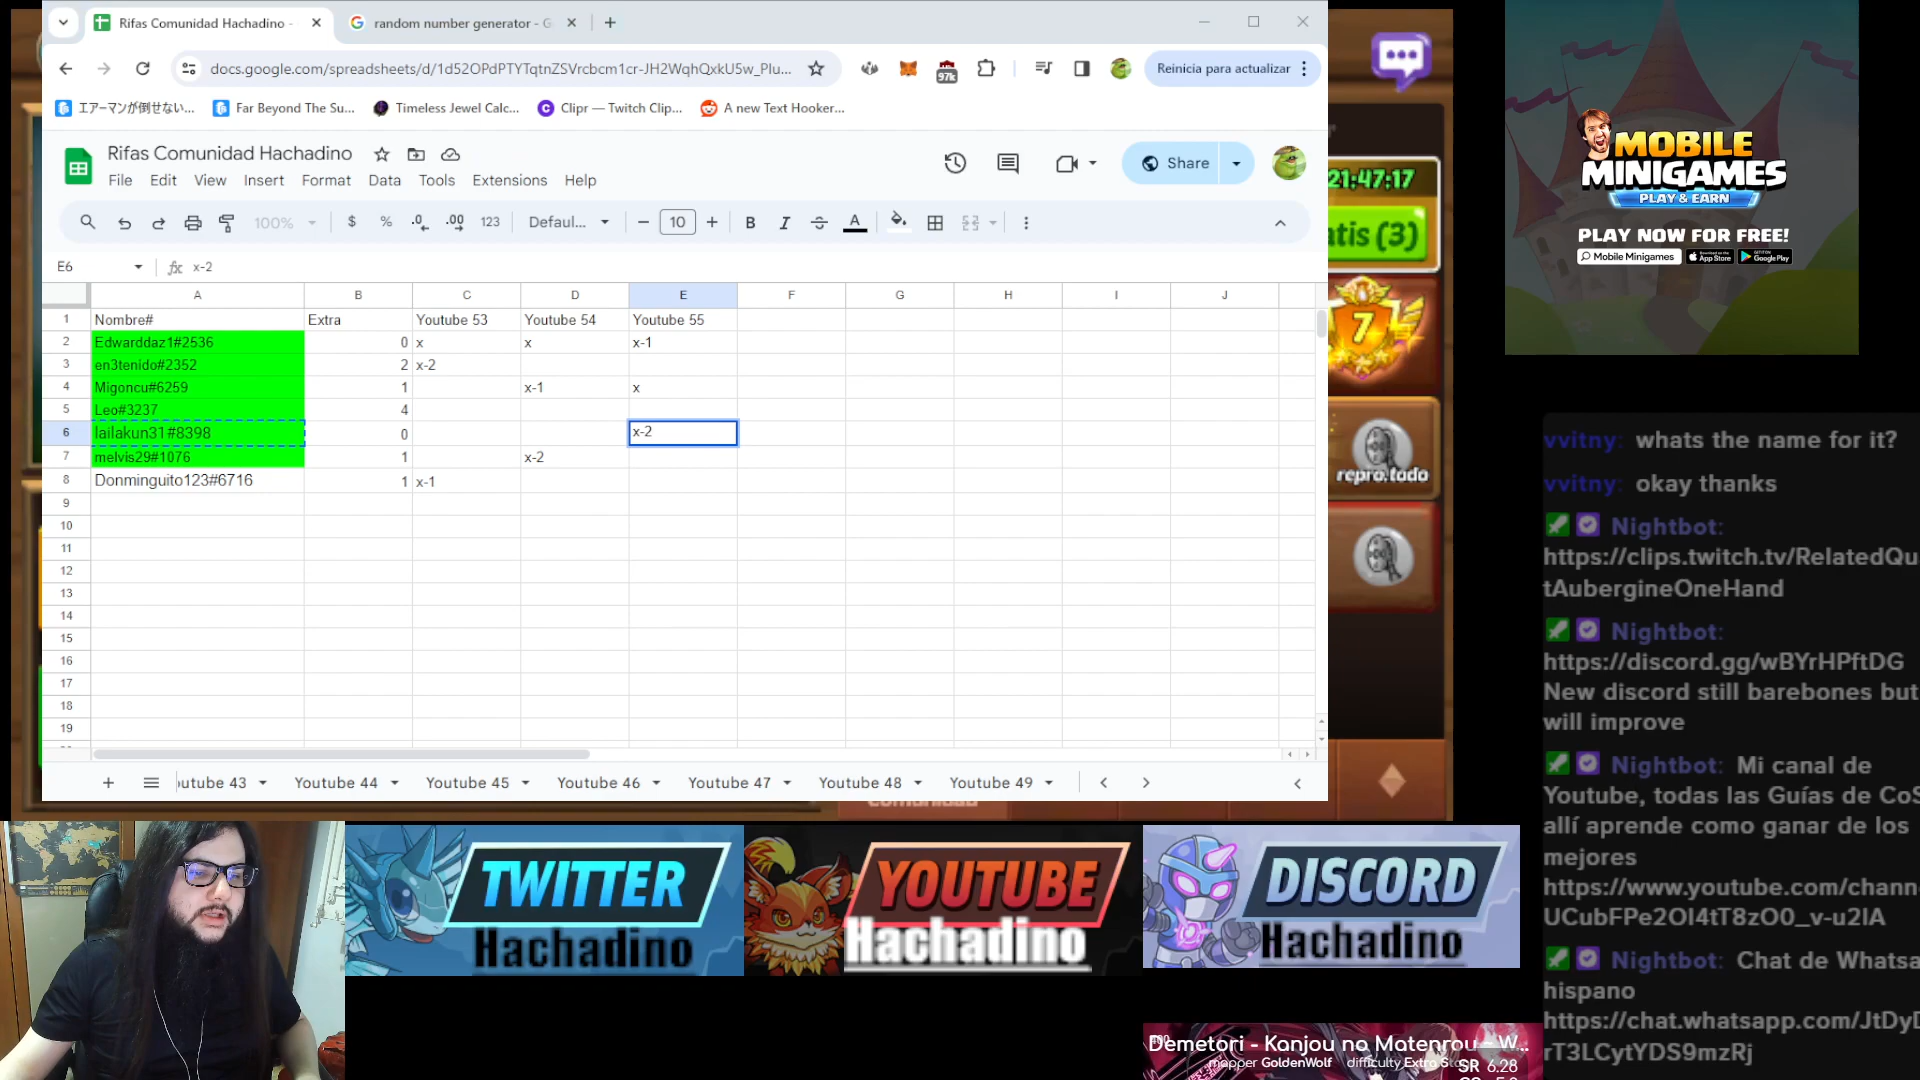 Rifas Comunidad Hachadino -
random number generator - G
docs.google.com/spreadsheets/d/1d52OPdPTYTqtnZSVrcbcm1cr-JH2WqhQxkU5w_Plu...
97k
Reinicia para actualizar
エアーマンが倒せない...
Far Beyond The Su...
Timeless Jewel Calc...
Clipr — Twitch Clip...
A new Text Hooker...
Rifas Comunidad Hachadino
Share
File Edit View Insert Format Data Tools Extensions Help
100% $ % .0 .00 123 Defaul... − 10 + B I A
E6 fx x-2
A B C D E F G H I J
1 Nombre# Extra Youtube 53 Youtube 54 Youtube 55
2 Edwarddaz1#2536 0 x x x-1
3 en3tenido#2352 2 x-2
4 Migoncu#6259 1 x-1 x
5 Leo#3237 4
6 lailakun31#8398 0 x-2
7 melvis29#1076 1 x-2
8 Donminguito123#6716 1 x-1
9
10
11
12
13
14
15
16
17
18
19
outube 43 Youtube 44 Youtube 45 Youtube 46 Youtube 47 Youtube 48 Youtube 49
21:47:17
atis (3)
7
repro.todo
comunidad
MOBILE
MINIGAMES
PLAY & EARN
PLAY NOW FOR FREE!
Mobile Minigames
App Store
Google Play
vvitny: whats the name for it?
vvitny: okay thanks
Nightbot:
https://clips.twitch.tv/RelatedQu
tAubergineOneHand
Nightbot:
https://discord.gg/wBYrHPftDG
New discord still barebones but
will improve
Nightbot: Mi canal de
Youtube, todas las Guías de CoS
allí aprende como ganar de los
mejores
https://www.youtube.com/chann
UCubFPe2OI4tT8zO0_v-u2IA
Nightbot: Chat de Whatsa
hispano
https://chat.whatsapp.com/JtDyD
rT3LCytYDS9mzRj
TWITTER
Hachadino
YOUTUBE
Hachadino
DISCORD
Hachadino
Demetori - Kanjou no Matenrou ~ W...
mapper GoldenWolf difficulty Extra
SR 6.28